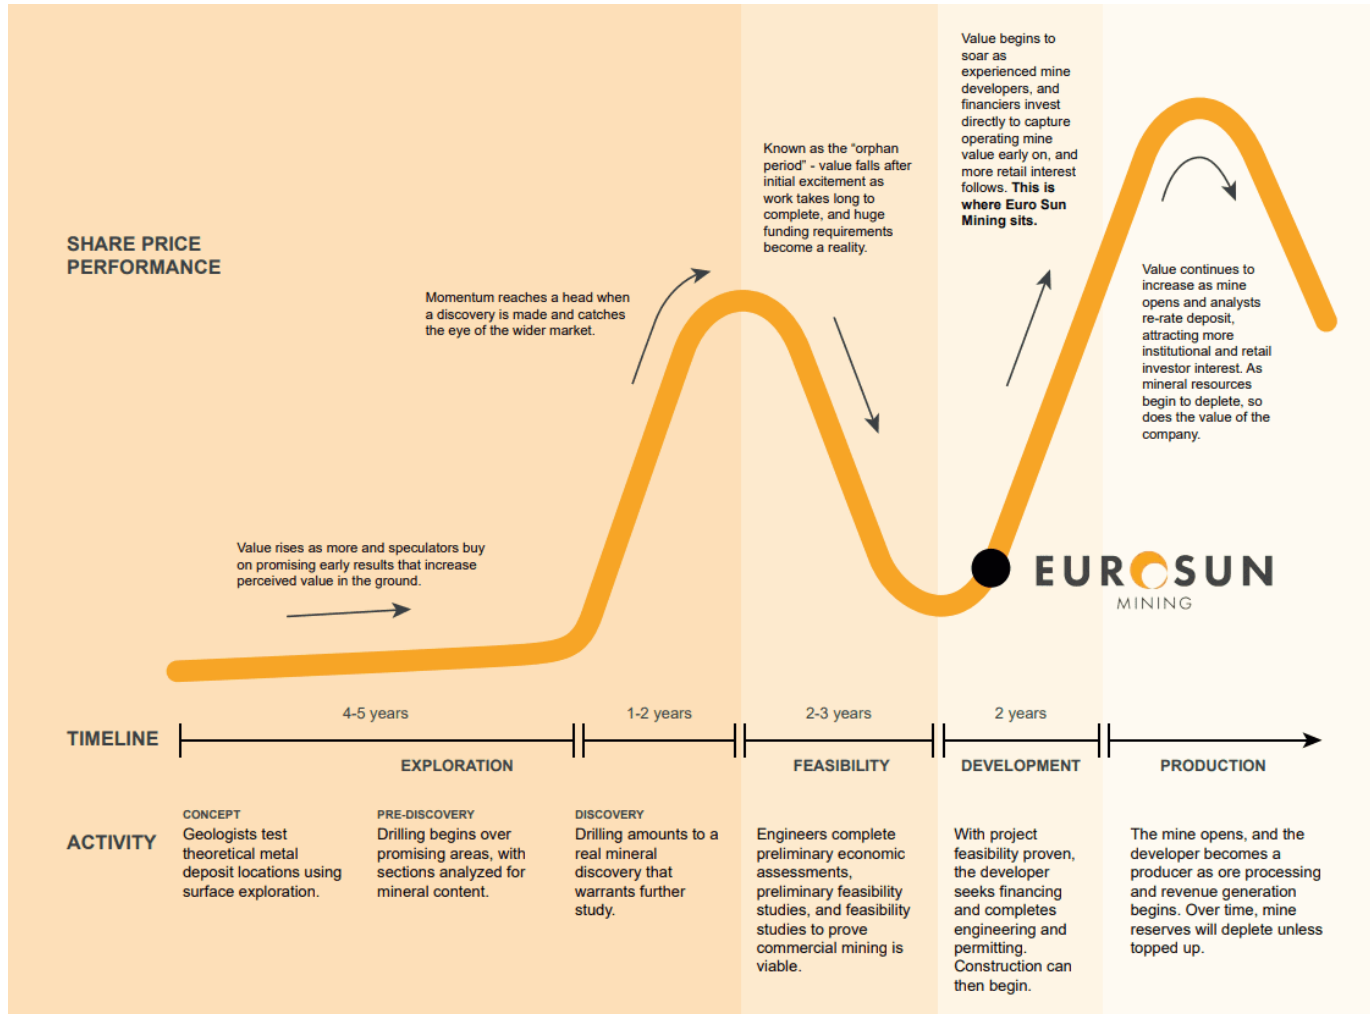 Value begins to
soar as
experienced mine
developers, and
financiers invest
directly to capture
operating mine
value early on, and
more retail interest
follows. This is
where Euro Sun
Mining sits.
Known as the “orphan
period” - value falls after
initial excitement as
work takes long to
complete, and huge
funding requirements
become a reality.
SHARE PRICE
PERFORMANCE
Momentum reaches a head when
a discovery is made and catches
the eye of the wider market.
Value continues to
increase as mine
opens and analysts
re-rate deposit,
attracting more
institutional and retail
investor interest. As
mineral resources
begin to deplete, so
does the value of the
company.
Value rises as more and speculators buy
on promising early results that increase
perceived value in the ground.
EUROSUN
MINING
TIMELINE
4-5 years
1-2 years
2-3 years
2 years
EXPLORATION
FEASIBILITY
DEVELOPMENT
PRODUCTION
ACTIVITY
CONCEPT
Geologists test
theoretical metal
deposit locations using
surface exploration.
PRE-DISCOVERY
Drilling begins over
promising areas, with
sections analyzed for
mineral content.
DISCOVERY
Drilling amounts to a
real mineral
discovery that
warrants further
study.
Engineers complete
preliminary economic
assessments,
preliminary feasibility
studies, and feasibility
studies to prove
commercial mining is
viable.
With project
feasibility proven,
the developer
seeks financing
and completes
engineering and
permitting.
Construction can
then begin.
The mine opens, and the
developer becomes a
producer as ore processing
and revenue generation
begins. Over time, mine
reserves will deplete unless
topped up.